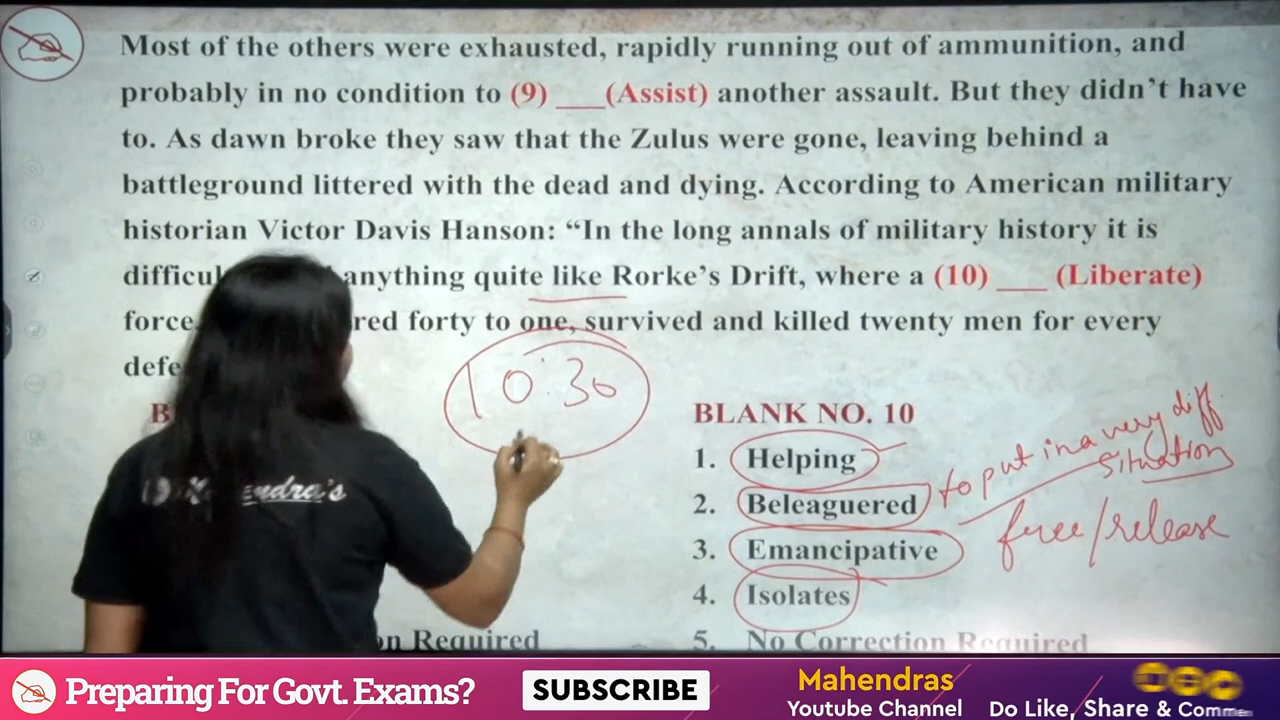 Most of the others were exhausted, rapidly running out of ammunition, and
probably in no condition to (9) ___(Assist) another assault. But they didn’t have
to. As dawn broke they saw that the Zulus were gone, leaving behind a
battleground littered with the dead and dying. According to American military
historian Victor Davis Hanson: “In the long annals of military history it is
anything quite like Rorke’s Drift, where a (10) ___ (Liberate)
forty to one, survived and killed twenty men for every
10:30
BLANK NO. 10
1. Helping
2. Beleaguered
to put in a very diff
situation
3. Emancipative
free/release
4. Isolates
Required
5. No Correction Required
Preparing For Govt. Exams?
SUBSCRIBE
Mahendras
YouTube Channel
Do Like, Share &